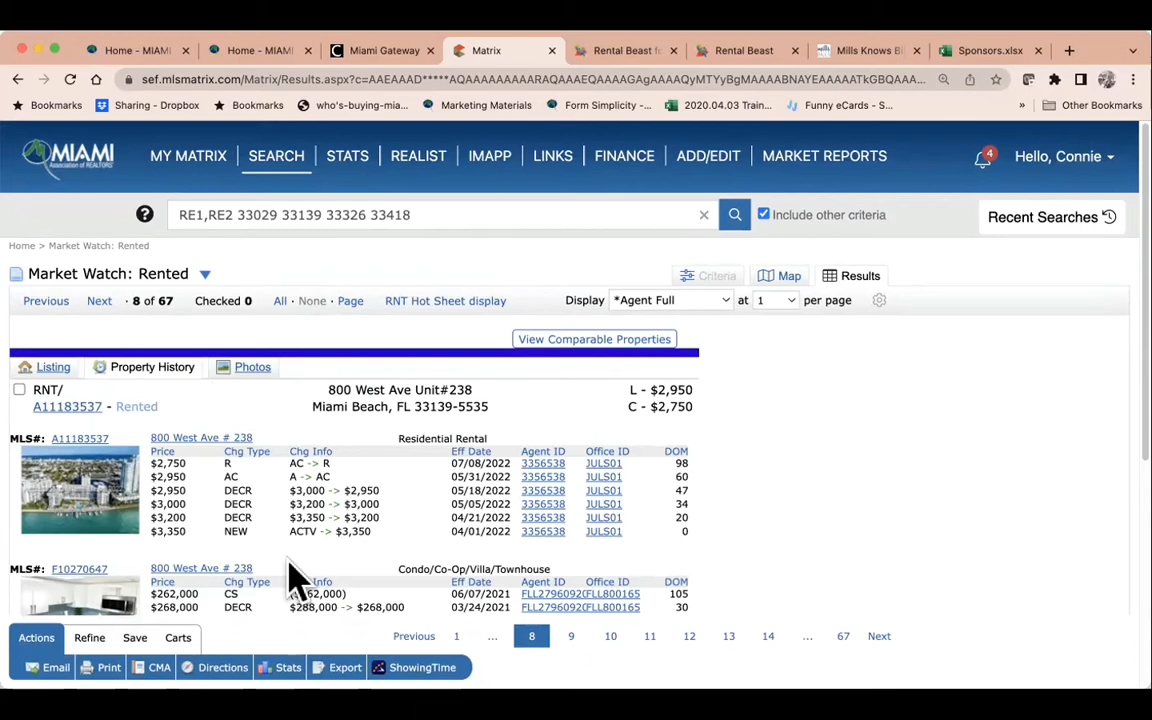 Home - MIAMI
Home - MIAMI
Miami Gateway
Matrix
Rental Beast fo
Rental Beast
Mills Knows Bi
Sponsors.xlsx
sef.mlsmatrix.com/Matrix/Results.aspx?c=AAEAAAD*****AQAAAAAAAAARAQAAAEQAAAAGAgAAAAQyMTYyBgMAAAABNAYEAAAAATkGBQAAA...
Bookmarks
Sharing - Dropbox
Bookmarks
who's-buying-mia...
Marketing Materials
Form Simplicity -...
2020.04.03 Train...
Funny eCards - S...
»
Other Bookmarks
MIAMI
MY MATRIX
SEARCH
STATS
REALIST
IMAPP
LINKS
FINANCE
ADD/EDIT
MARKET REPORTS
4
Hello, Connie
RE1,RE2 33029 33139 33326 33418
Include other criteria
Recent Searches
Home > Market Watch: Rented
Market Watch: Rented
Criteria
Map
Results
Previous Next · 8 of 67 Checked 0 All · None · Page RNT Hot Sheet display Display *Agent Full at 1 per page
View Comparable Properties
Listing
Property History
Photos
RNT/ 800 West Ave Unit#238 L - $2,950
A11183537 - Rented Miami Beach, FL 33139-5535 C - $2,750
MLS#: A11183537 800 West Ave # 238 Residential Rental
Price Chg Type Chg Info Eff Date Agent ID Office ID DOM
$2,750 R AC -> R 07/08/2022 3356538 JULS01 98
$2,950 AC A -> AC 05/31/2022 3356538 JULS01 60
$2,950 DECR $3,000 -> $2,950 05/18/2022 3356538 JULS01 47
$3,000 DECR $3,200 -> $3,000 05/05/2022 3356538 JULS01 34
$3,200 DECR $3,350 -> $3,200 04/21/2022 3356538 JULS01 20
$3,350 NEW ACTV -> $3,350 04/01/2022 3356538 JULS01 0
MLS#: F10270647 800 West Ave # 238 Condo/Co-Op/Villa/Townhouse
Price Chg Type Info Eff Date Agent ID Office ID DOM
$262,000 CS 06/07/2021 FLL2796092( FLL800165 105
$268,000 DECR $288,000 -> $268,000 03/24/2021 FLL2796092( FLL800165 30
Actions
Refine
Save
Carts
Previous 1 ... 8 9 10 11 12 13 14 ... 67 Next
Email
Print
CMA
Directions
Stats
Export
ShowingTime